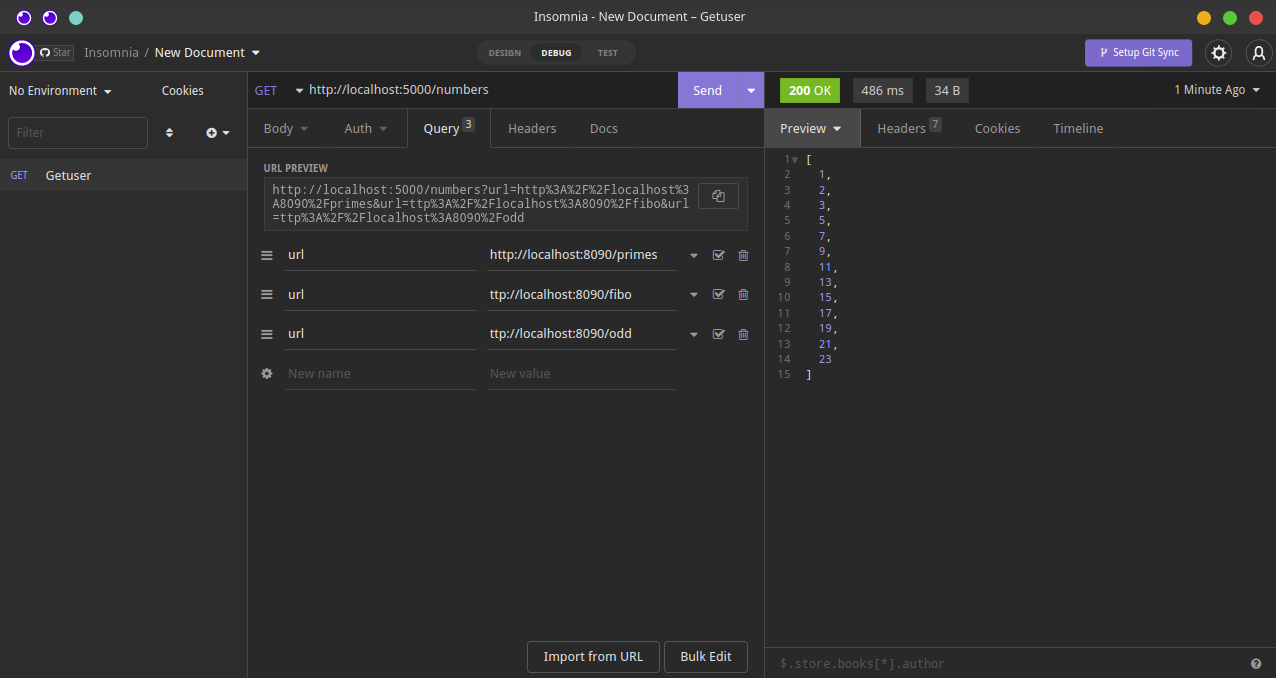 Insomnia - New Document – Getuser
Star
Insomnia / New Document
DESIGN DEBUG TEST
Setup Git Sync
No Environment Cookies
Filter
GET Getuser
GET http://localhost:5000/numbers Send
Body Auth Query 3 Headers Docs
URL PREVIEW
http://localhost:5000/numbers?url=http%3A%2F%2Flocalhost%3
A8090%2Fprimes&url=ttp%3A%2F%2Flocalhost%3A8090%2Ffibo&url
=ttp%3A%2F%2Flocalhost%3A8090%2Fodd
url http://localhost:8090/primes
url ttp://localhost:8090/fibo
url ttp://localhost:8090/odd
New name New value
Import from URL Bulk Edit
200 OK 486 ms 34 B 1 Minute Ago
Preview Headers 7 Cookies Timeline
1 [
2 1,
3 2,
4 3,
5 5,
6 7,
7 9,
8 11,
9 13,
10 15,
11 17,
12 19,
13 21,
14 23
15 ]
$.store.books[*].author